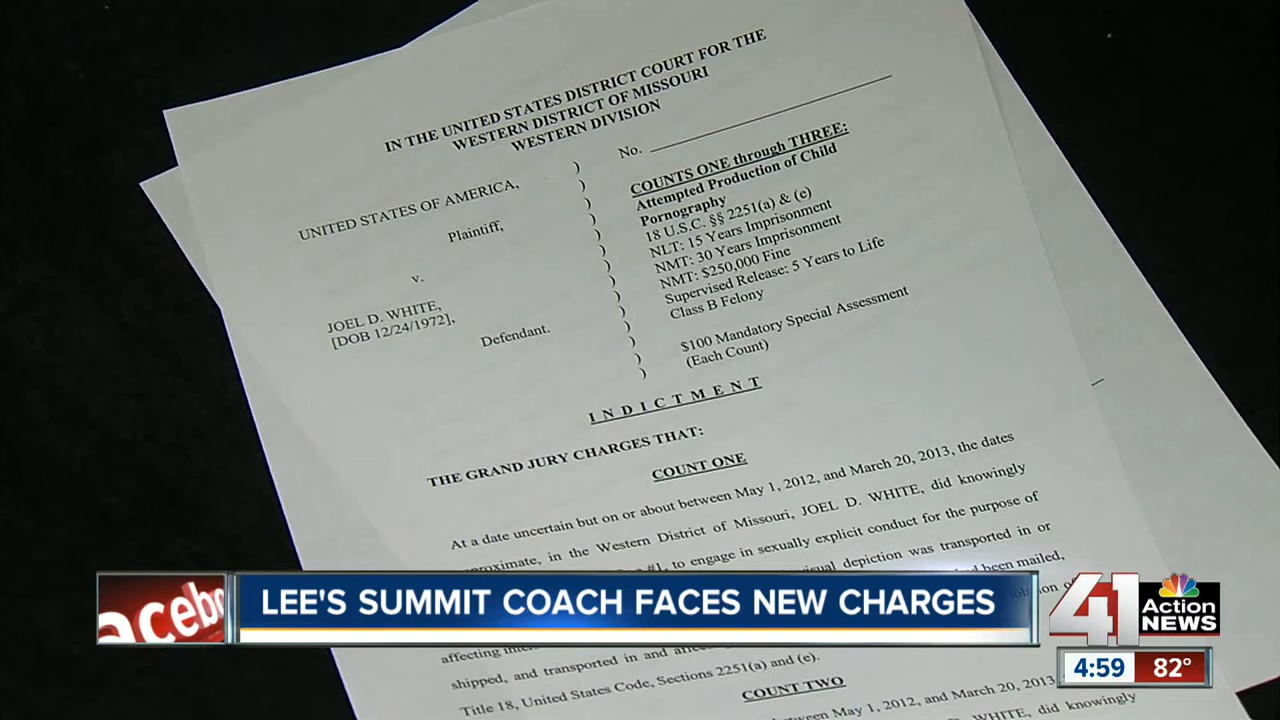 IN THE UNITED STATES DISTRICT COURT FOR THE
WESTERN DISTRICT OF MISSOURI
WESTERN DIVISION
UNITED STATES OF AMERICA,
Plaintiff,
v.
JOEL D. WHITE,
[DOB 12/24/1972],
Defendant.
)
)
)
)
)
)
)
)
)
)
)
)
)
No.
COUNTS ONE through THREE:
Attempted Production of Child
Pornography
18 U.S.C. §§ 2251(a) & (e)
NLT: 15 Years Imprisonment
NMT: 30 Years Imprisonment
NMT: $250,000 Fine
Supervised Release: 5 Years to Life
Class B Felony
$100 Mandatory Special Assessment
(Each Count)
I N D I C T M E N T
THE GRAND JURY CHARGES THAT:
COUNT ONE
At a date uncertain but on or about between May 1, 2012, and March 20, 2013, the dates
in the Western District of Missouri, JOEL D. WHITE, did knowingly
#1, to engage in sexually explicit conduct for the purpose of
depiction was transported in or
been mailed,
affecting
shipped, and transported in and
Title 18, United States Code, Sections 2251(a) and (e).
COUNT TWO
May 1, 2012, and March 20, 2013
WHITE, did knowingly
acebo
LEE'S SUMMIT COACH FACES NEW CHARGES
41
Action
NEWS
4:59 82°